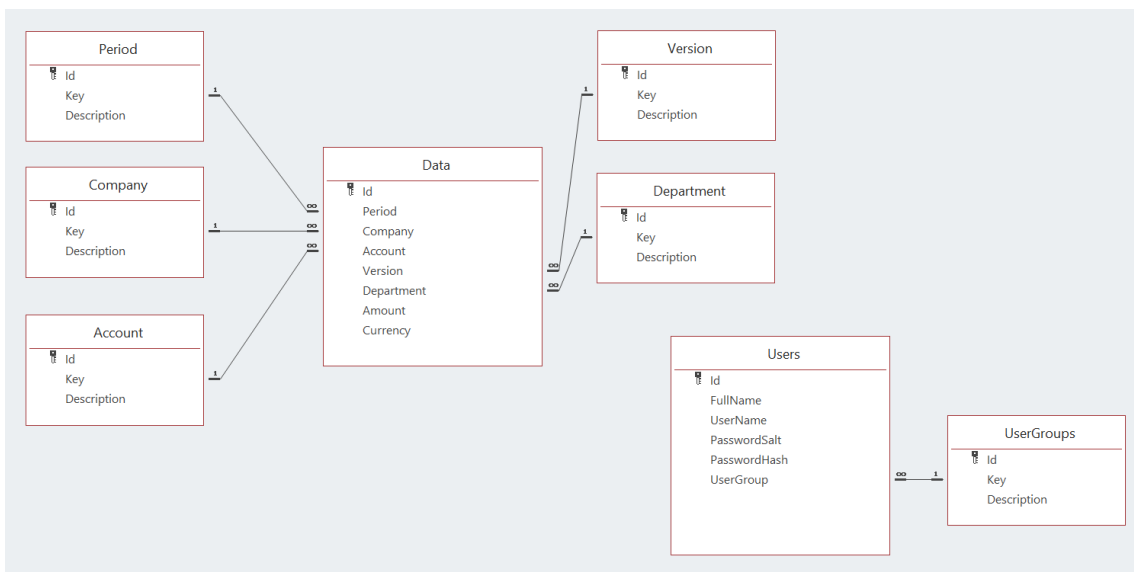 Period
Id
Key
Description
Company
Id
Key
Description
Account
Id
Key
Description
1
1
1
∞
∞
∞
Data
Id
Period
Company
Account
Version
Department
Amount
Currency
∞
∞
1
1
Version
Id
Key
Description
Department
Id
Key
Description
Users
Id
FullName
UserName
PasswordSalt
PasswordHash
UserGroup
∞ 1
UserGroups
Id
Key
Description